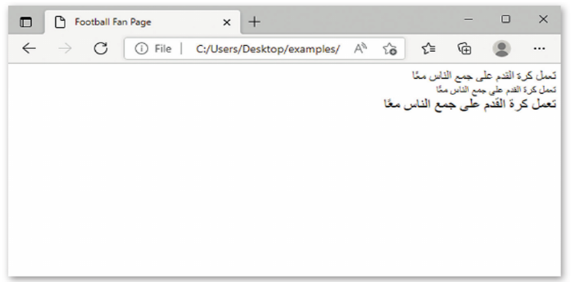 Football Fan Page
File
C:/Users/Desktop/examples/
تعمل كرة القدم على جمع الناس معًا
تعمل كرة القدم على جمع الناس معًا
تعمل كرة القدم على جمع الناس معًا